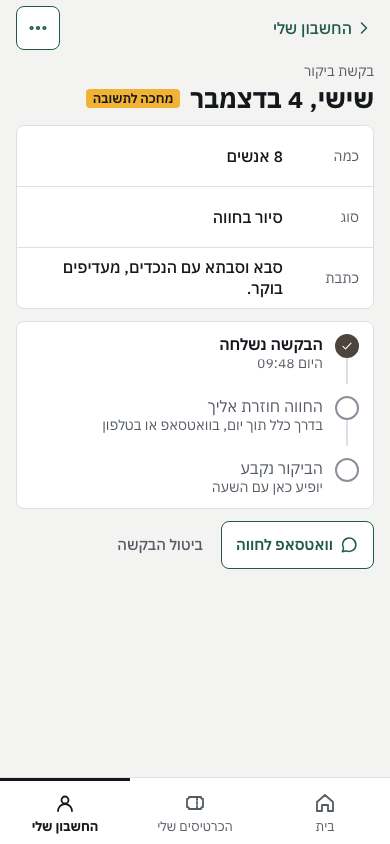 החשבון שלי
בקשת ביקור
שישי, 4 בדצמבר
מחכה לתשובה
כמה
8 אנשים
סוג
סיור בחווה
כתבת
סבא וסבתא עם הנכדים, מעדיפים
בוקר.
הבקשה נשלחה
היום 09:48
החווה חוזרת אליך
בדרך כלל תוך יום, בוואטסאפ או בטלפון
הביקור נקבע
יופיע כאן עם השעה
וואטסאפ לחווה
ביטול הבקשה
בית
הכרטיסים שלי
החשבון שלי